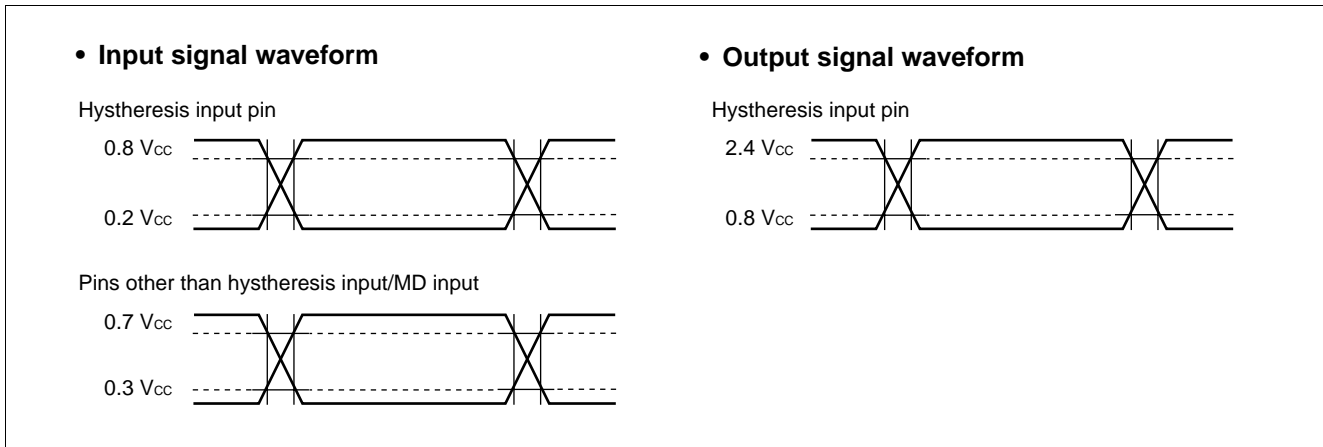 • Input signal waveform
Hystheresis input pin
0.8 Vcc
0.2 Vcc
Pins other than hystheresis input/MD input
0.7 Vcc
0.3 Vcc
• Output signal waveform
Hystheresis input pin
2.4 Vcc
0.8 Vcc